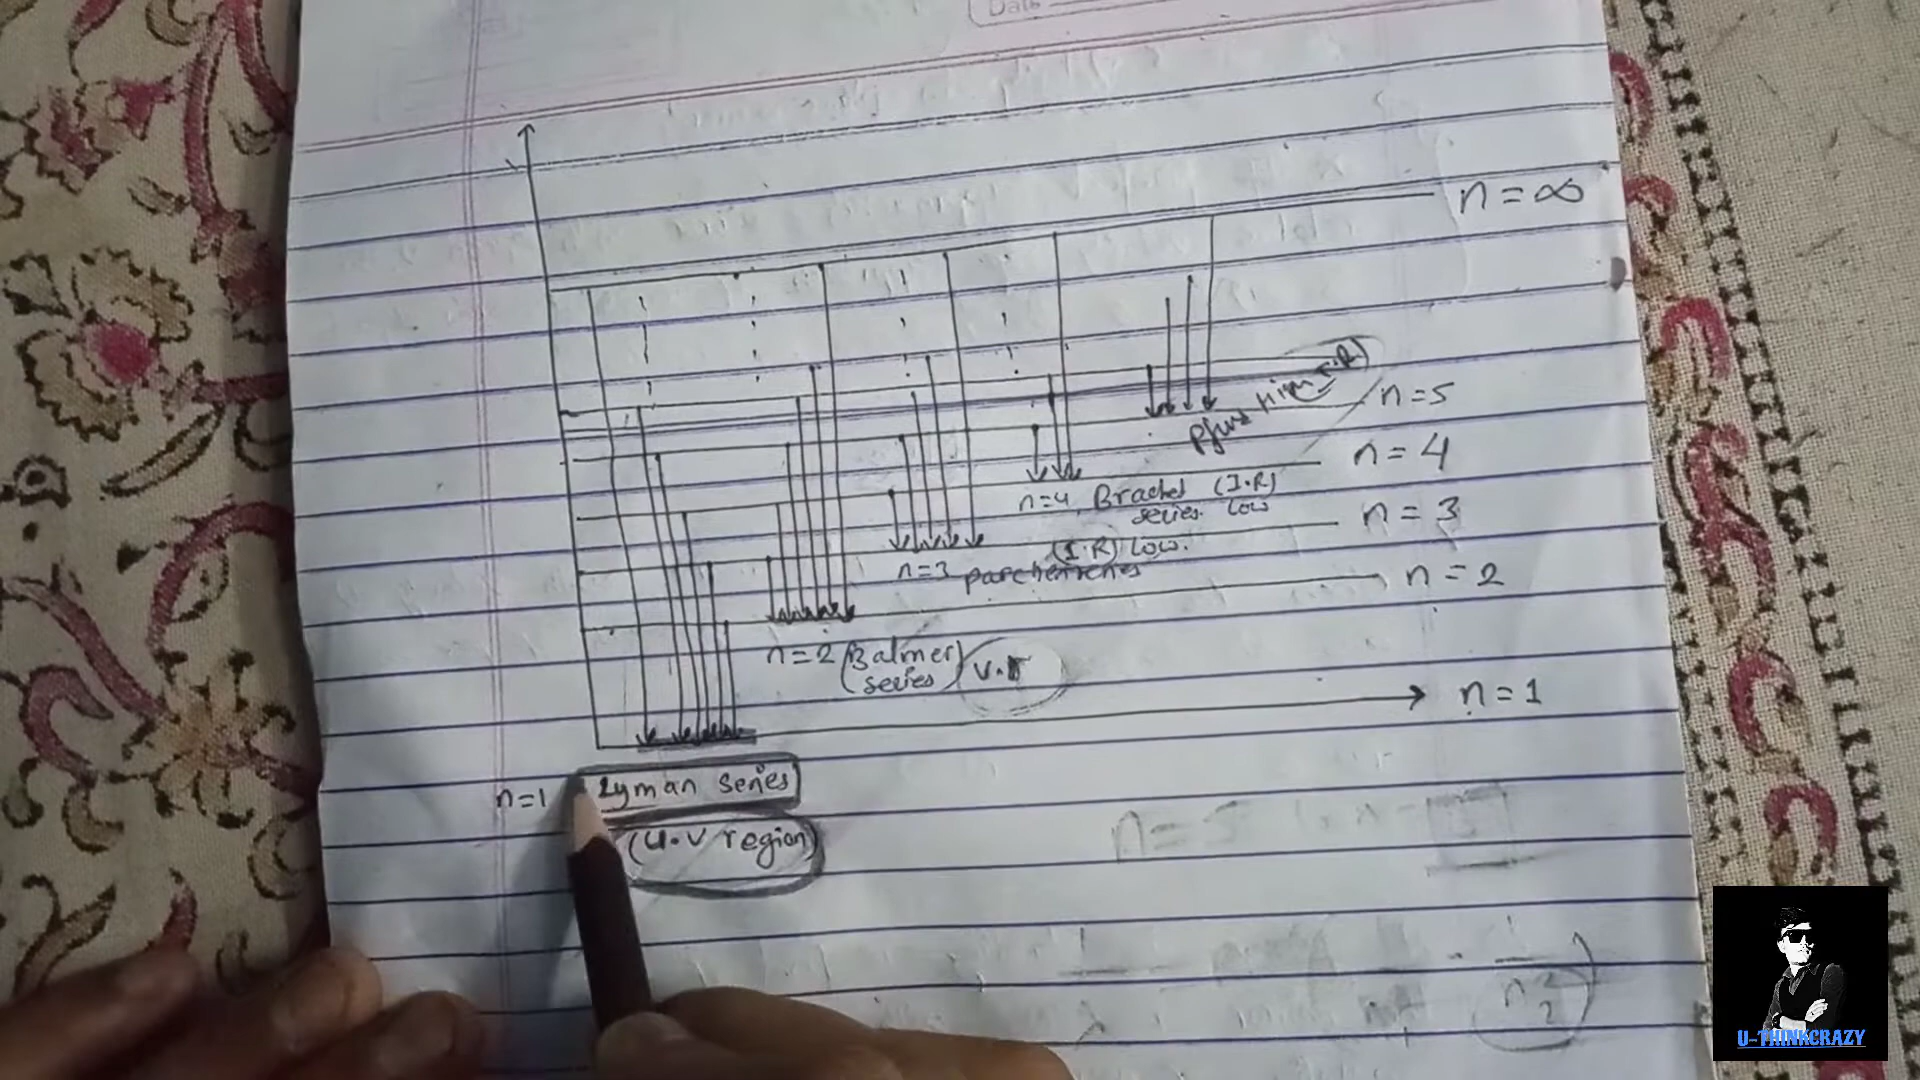 Date
n = ∞
n = 5
n = 4
n=4, Bracket (I.R)
series. Low
n = 3
(I.R) Low.
n=3
n = 2
n=2 (Balmer
series)
n = 1
n=1 Lyman series
(U.V region)
U-THINKCRAZY